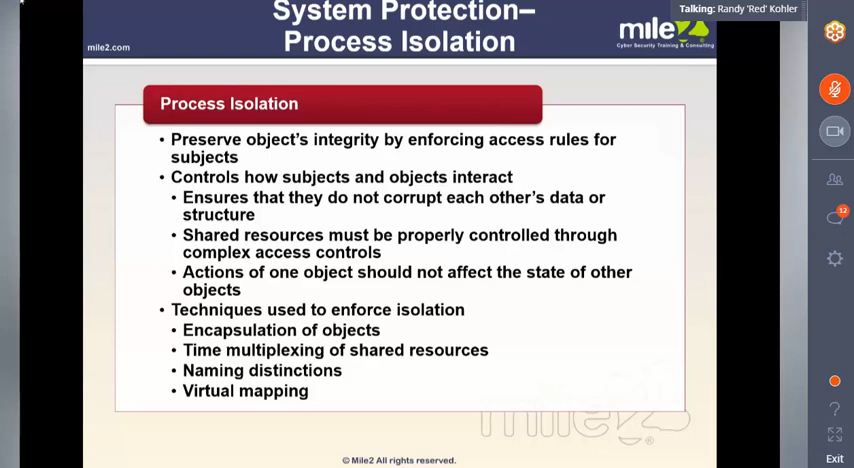 System Protection–
Process Isolation
Talking: Randy 'Red' Kohler
mile2
Cyber Security Training & Consulting
mile2.com
Process Isolation
• Preserve object's integrity by enforcing access rules for
subjects
• Controls how subjects and objects interact
• Ensures that they do not corrupt each other's data or
structure
• Shared resources must be properly controlled through
complex access controls
• Actions of one object should not affect the state of other
objects
• Techniques used to enforce isolation
• Encapsulation of objects
• Time multiplexing of shared resources
• Naming distinctions
• Virtual mapping
mile2
®
© Mile2 All rights reserved.
12
?
Exit